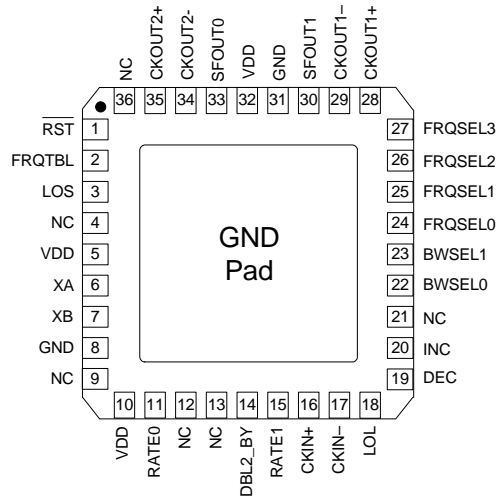 NC
CKOUT2+
CKOUT2-
SFOUT0
VDD
GND
SFOUT1
CKOUT1–
CKOUT1+
36 35 34 33 32 31 30 29 28
RST 1
FRQTBL 2
LOS 3
NC 4
VDD 5
XA 6
XB 7
GND 8
NC 9
GND
Pad
27 FRQSEL3
26 FRQSEL2
25 FRQSEL1
24 FRQSEL0
23 BWSEL1
22 BWSEL0
21 NC
20 INC
19 DEC
10 11 12 13 14 15 16 17 18
VDD
RATE0
NC
NC
DBL2_BY
RATE1
CKIN+
CKIN–
LOL